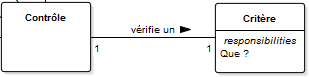 Contrôle
vérifie un
1
1
Critère
responsibilities
Que ?